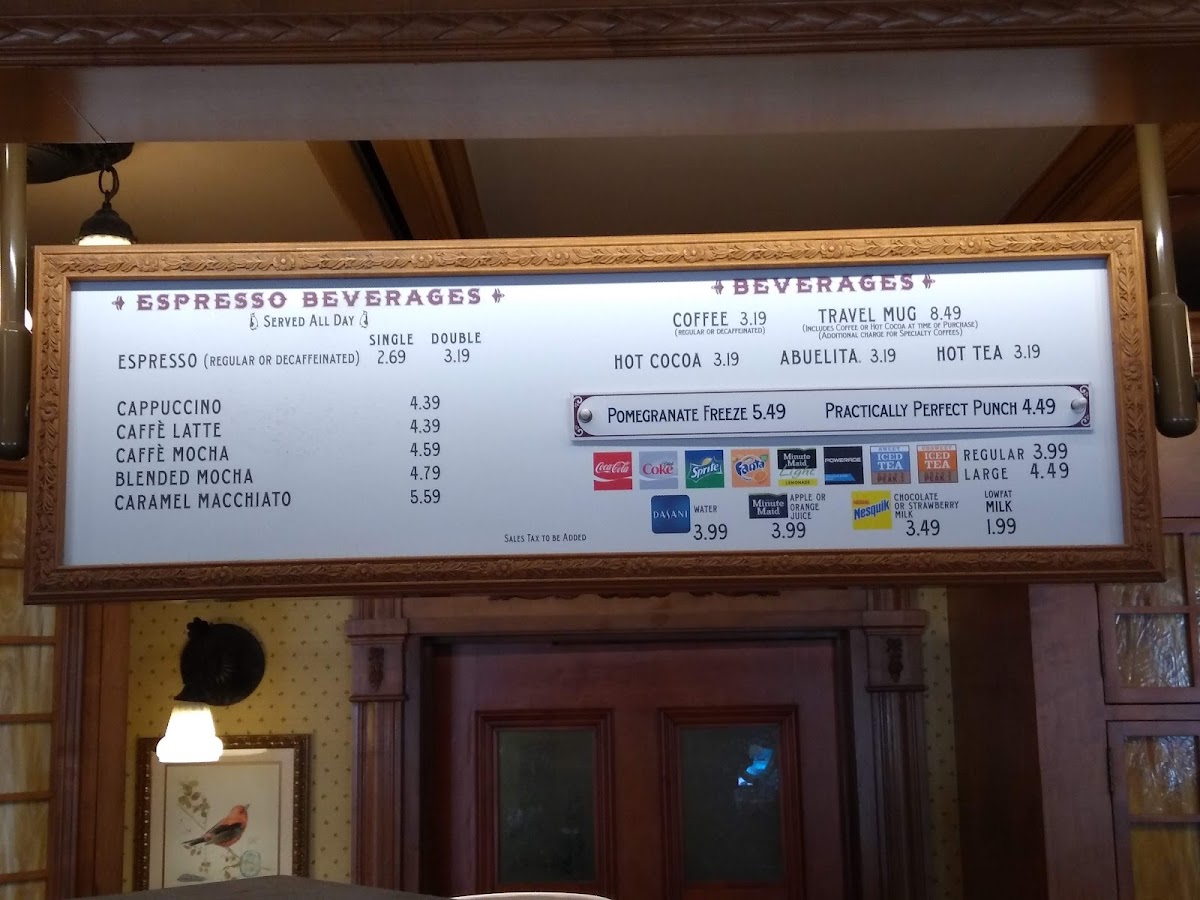 ESPRESSO BEVERAGES
SERVED ALL DAY
SINGLE DOUBLE
ESPRESSO (REGULAR OR DECAFFEINATED) 2.69 3.19
CAPPUCCINO 4.39
CAFFÈ LATTE 4.39
CAFFÈ MOCHA 4.59
BLENDED MOCHA 4.79
CARAMEL MACCHIATO 5.59
SALES TAX TO BE ADDED
BEVERAGES
COFFEE 3.19
(REGULAR OR DECAFFEINATED)
TRAVEL MUG 8.49
(INCLUDES COFFEE OR HOT COCOA AT TIME OF PURCHASE)
(ADDITIONAL CHARGE FOR SPECIALTY COFFEES)
HOT COCOA 3.19 ABUELITA. 3.19 HOT TEA 3.19
POMEGRANATE FREEZE 5.49 PRACTICALLY PERFECT PUNCH 4.49
Coca-Cola
Diet Coke
Sprite
Fanta
Minute Maid Light LEMONADE
POWERADE
SWEET ICED TEA PEAK
ICED TEA PEAK
REGULAR 3.99
LARGE 4.49
DASANI
WATER
3.99
Minute Maid
APPLE OR
ORANGE
JUICE
3.99
Nesquik
CHOCOLATE
OR STRAWBERRY
MILK
3.49
LOWFAT
MILK
1.99